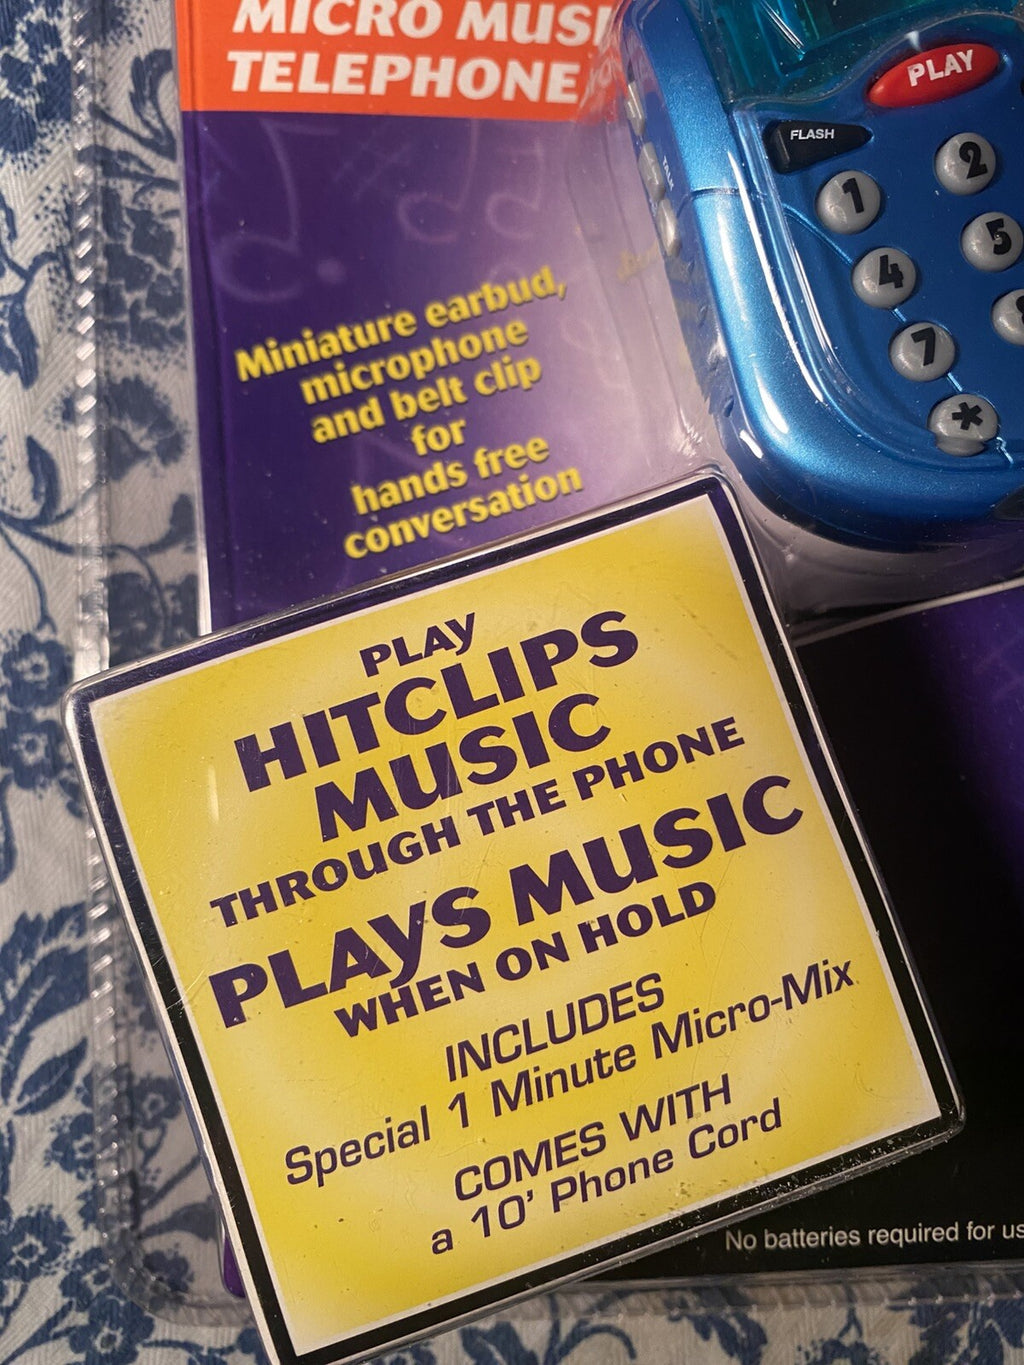 MICRO MUSI
TELEPHONE
PLAY
FLASH
TALK
1
2
4
5
7
*
Miniature earbud,
microphone
and belt clip
for
hands free
conversation
PLAY
HITCLIPS
MUSIC
THROUGH THE PHONE
PLAYS MUSIC
WHEN ON HOLD
INCLUDES
Special 1 Minute Micro-Mix
COMES WITH
a 10' Phone Cord
No batteries required for us